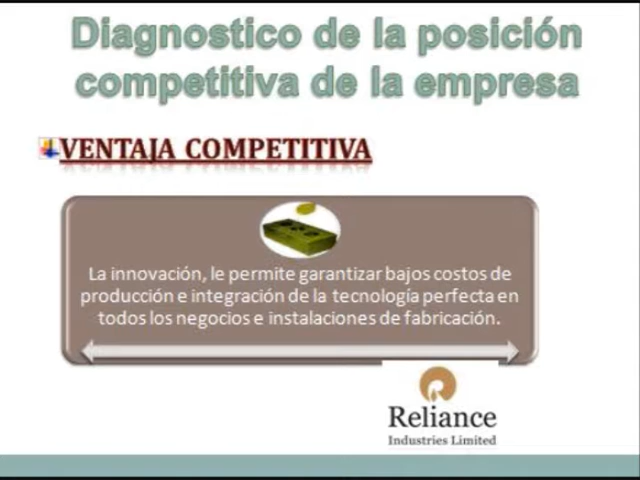 Diagnostico de la posición
competitiva de la empresa
VENTAJA COMPETITIVA
La innovación, le permite garantizar bajos costos de
producción e integración de la tecnología perfecta en
todos los negocios e instalaciones de fabricación.
Reliance
Industries Limited